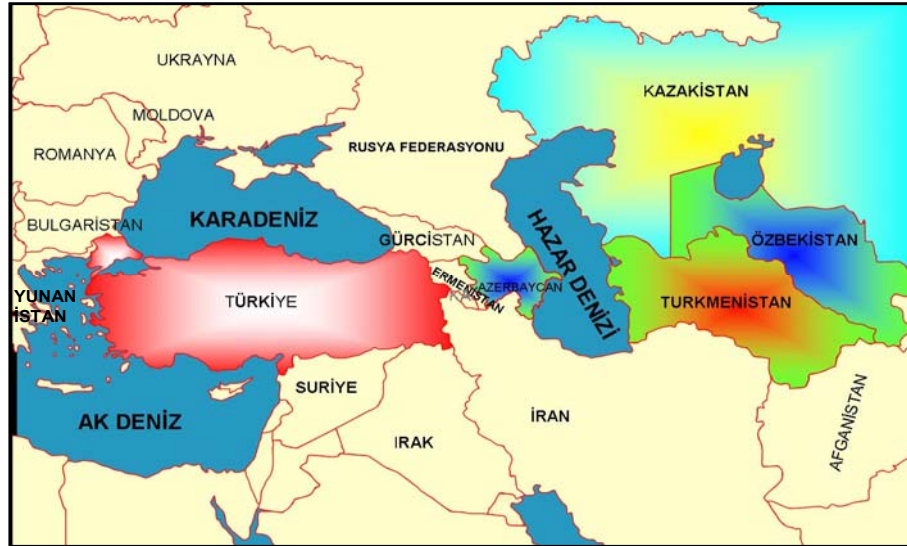 UKRAYNA
KAZAKİSTAN
MOLDOVA
RUSYA FEDERASYONU
ROMANYA
BULGARİSTAN
KARADENİZ
HAZAR DENİZİ
GÜRCİSTAN
ÖZBEKİSTAN
ERMENİSTAN
AZERBAYCAN
YUNAN
İSTAN
TÜRKİYE
TURKMENİSTAN
SURİYE
AK DENİZ
IRAK
İRAN
AFGANİSTAN